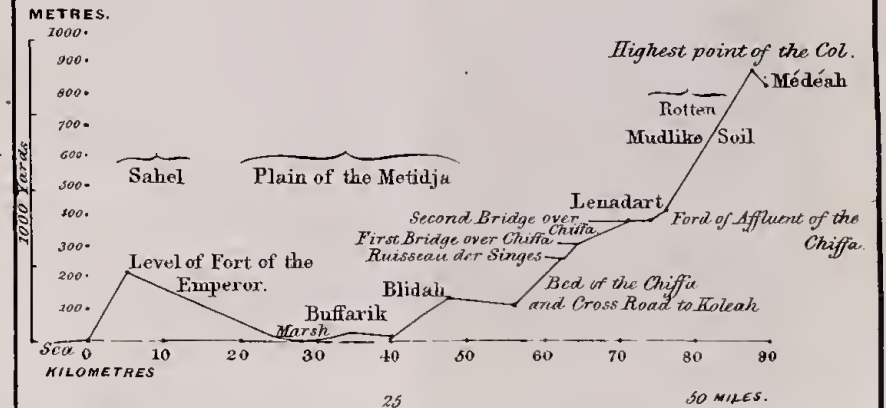 METRES.
1000
900
800
700
600
500
400
300
200
100
1000 Yards
Highest point of the Col.
Médéah
Rotten
Mudlike Soil
Sahel
Plain of the Metidja
Lenadart
Second Bridge over Chiffa
Ford of Affluent of the Chiffa.
First Bridge over Chiffa
Ruisseau der Singes
Level of Fort of the
Emperor.
Blidah
Bed of the Chiffa
and Cross Road to Koleah
Buffarik
Marsh
Sea 0 10 20 30 40 50 60 70 80 90
KILOMETRES
25 50 MILES.